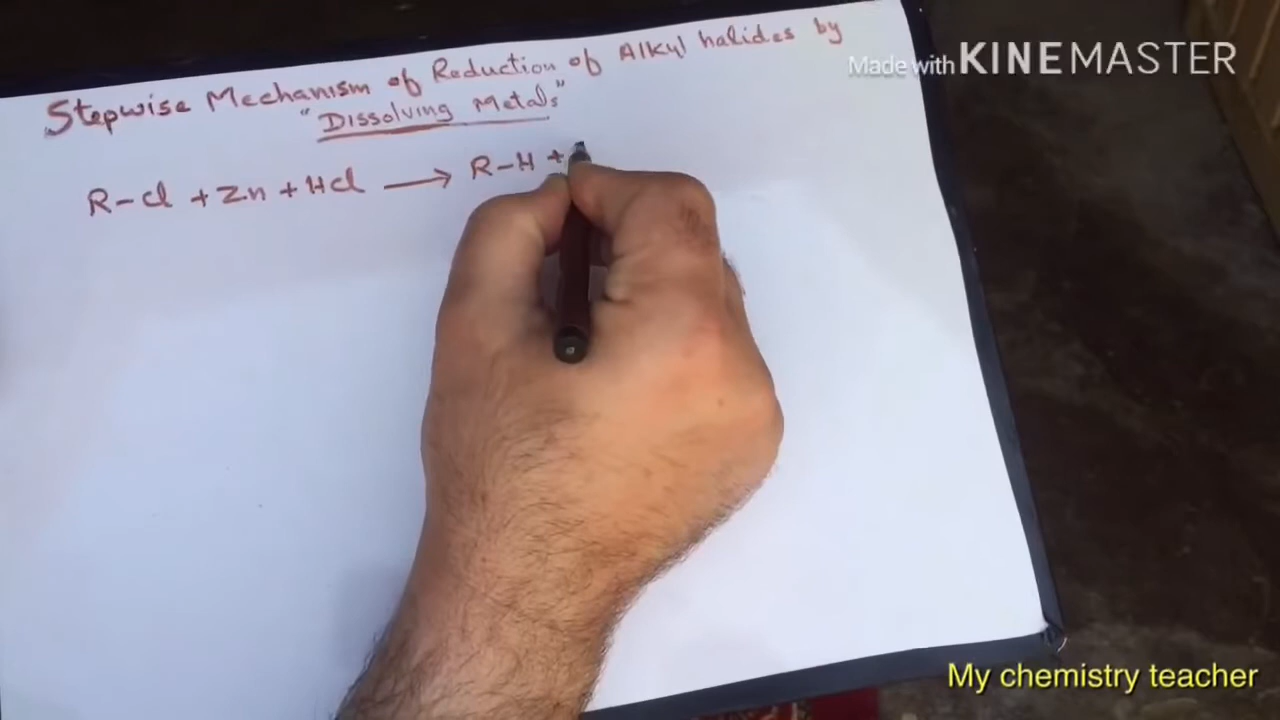 Stepwise Mechanism of Reduction of Alkyl halides by
"Dissolving Metals"
R-Cl + Zn + HCl → R-H +
Made with KINEMASTER
My chemistry teacher